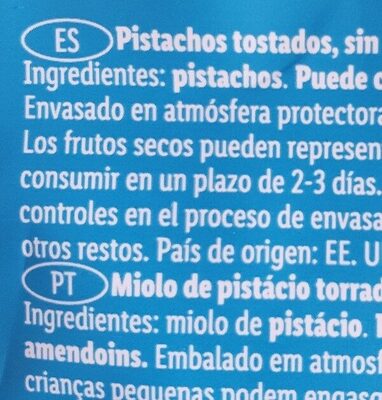 ES Pistachos tostados, sin
Ingredientes: pistachos. Puede
Envasado en atmósfera protectora
Los frutos secos pueden represen
consumir en un plazo de 2-3 días.
controles en el proceso de envasa
otros restos. País de origen: EE. U
PT Miolo de pistácio torrad
Ingredientes: miolo de pistácio.
amendoins. Embalado em atmosf
crianças pequenas podem engasg